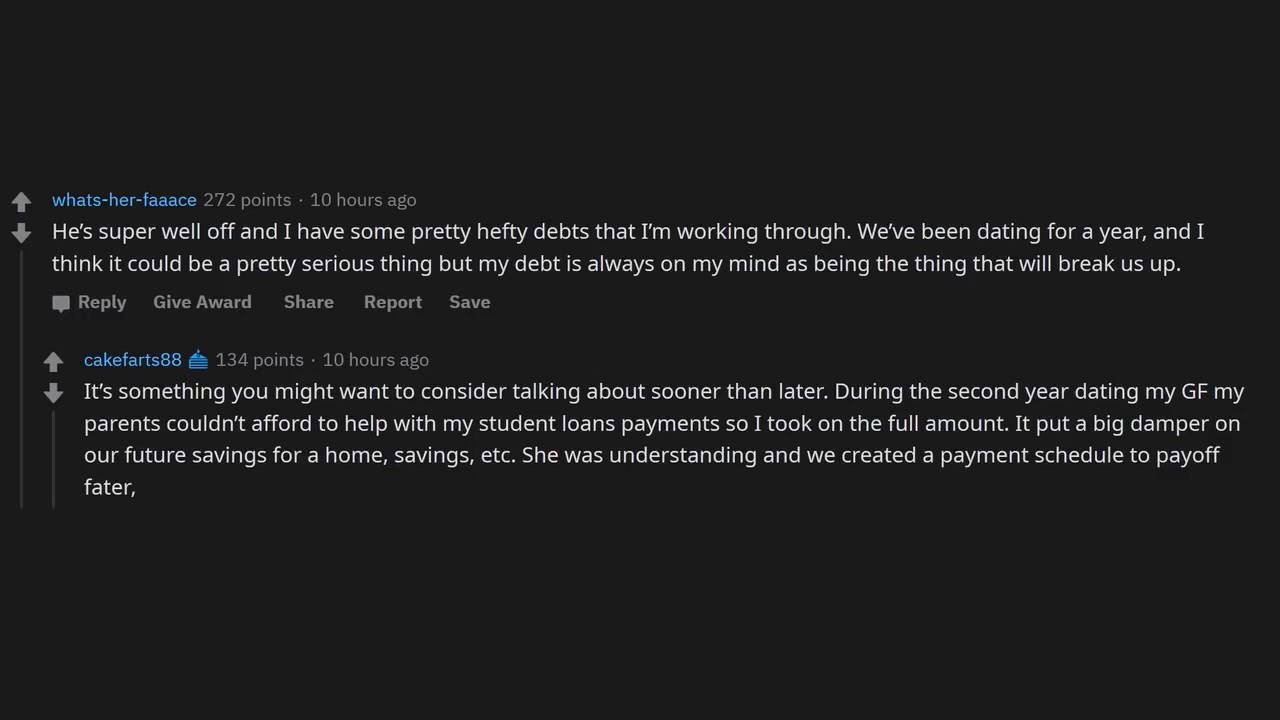 whats-her-faaace 272 points · 10 hours ago
He’s super well off and I have some pretty hefty debts that I’m working through. We’ve been dating for a year, and I
think it could be a pretty serious thing but my debt is always on my mind as being the thing that will break us up.
Reply Give Award Share Report Save
cakefarts88 134 points · 10 hours ago
It’s something you might want to consider talking about sooner than later. During the second year dating my GF my
parents couldn’t afford to help with my student loans payments so I took on the full amount. It put a big damper on
our future savings for a home, savings, etc. She was understanding and we created a payment schedule to payoff
fater,